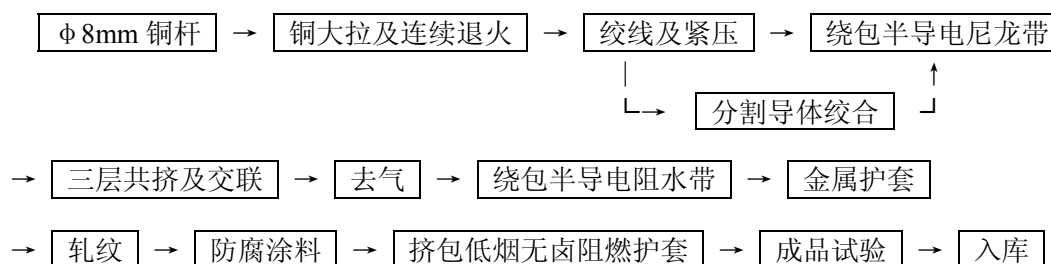 φ8mm 铜杆 → 铜大拉及连续退火 → 绞线及紧压 → 绕包半导电尼龙带
分割导体绞合
→ 三层共挤及交联 → 去气 → 绕包半导电阻水带 → 金属护套
→ 轧纹 → 防腐涂料 → 挤包低烟无卤阻燃护套 → 成品试验 → 入库